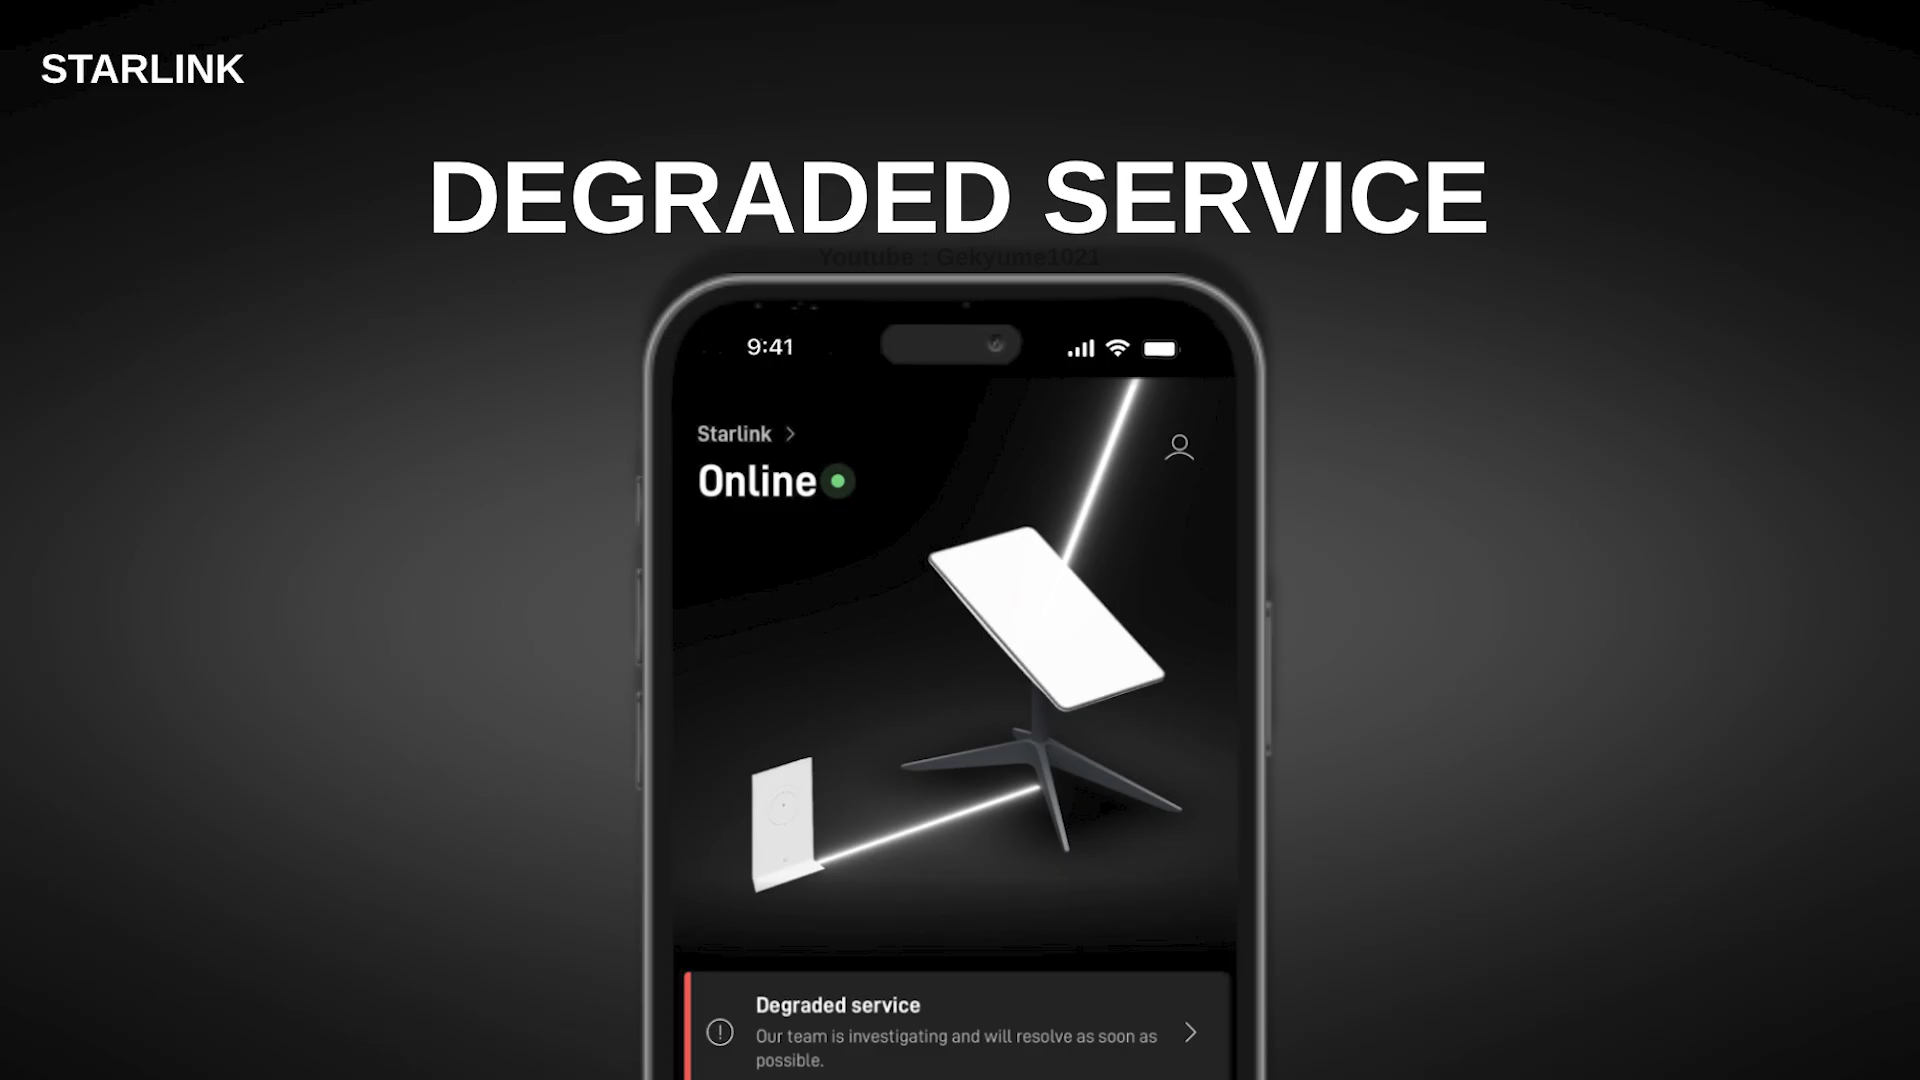 STARLINK
DEGRADED SERVICE
Youtube : Gekyume1021
9:41
Starlink
Online
Degraded service
Our team is investigating and will resolve as soon as
possible.